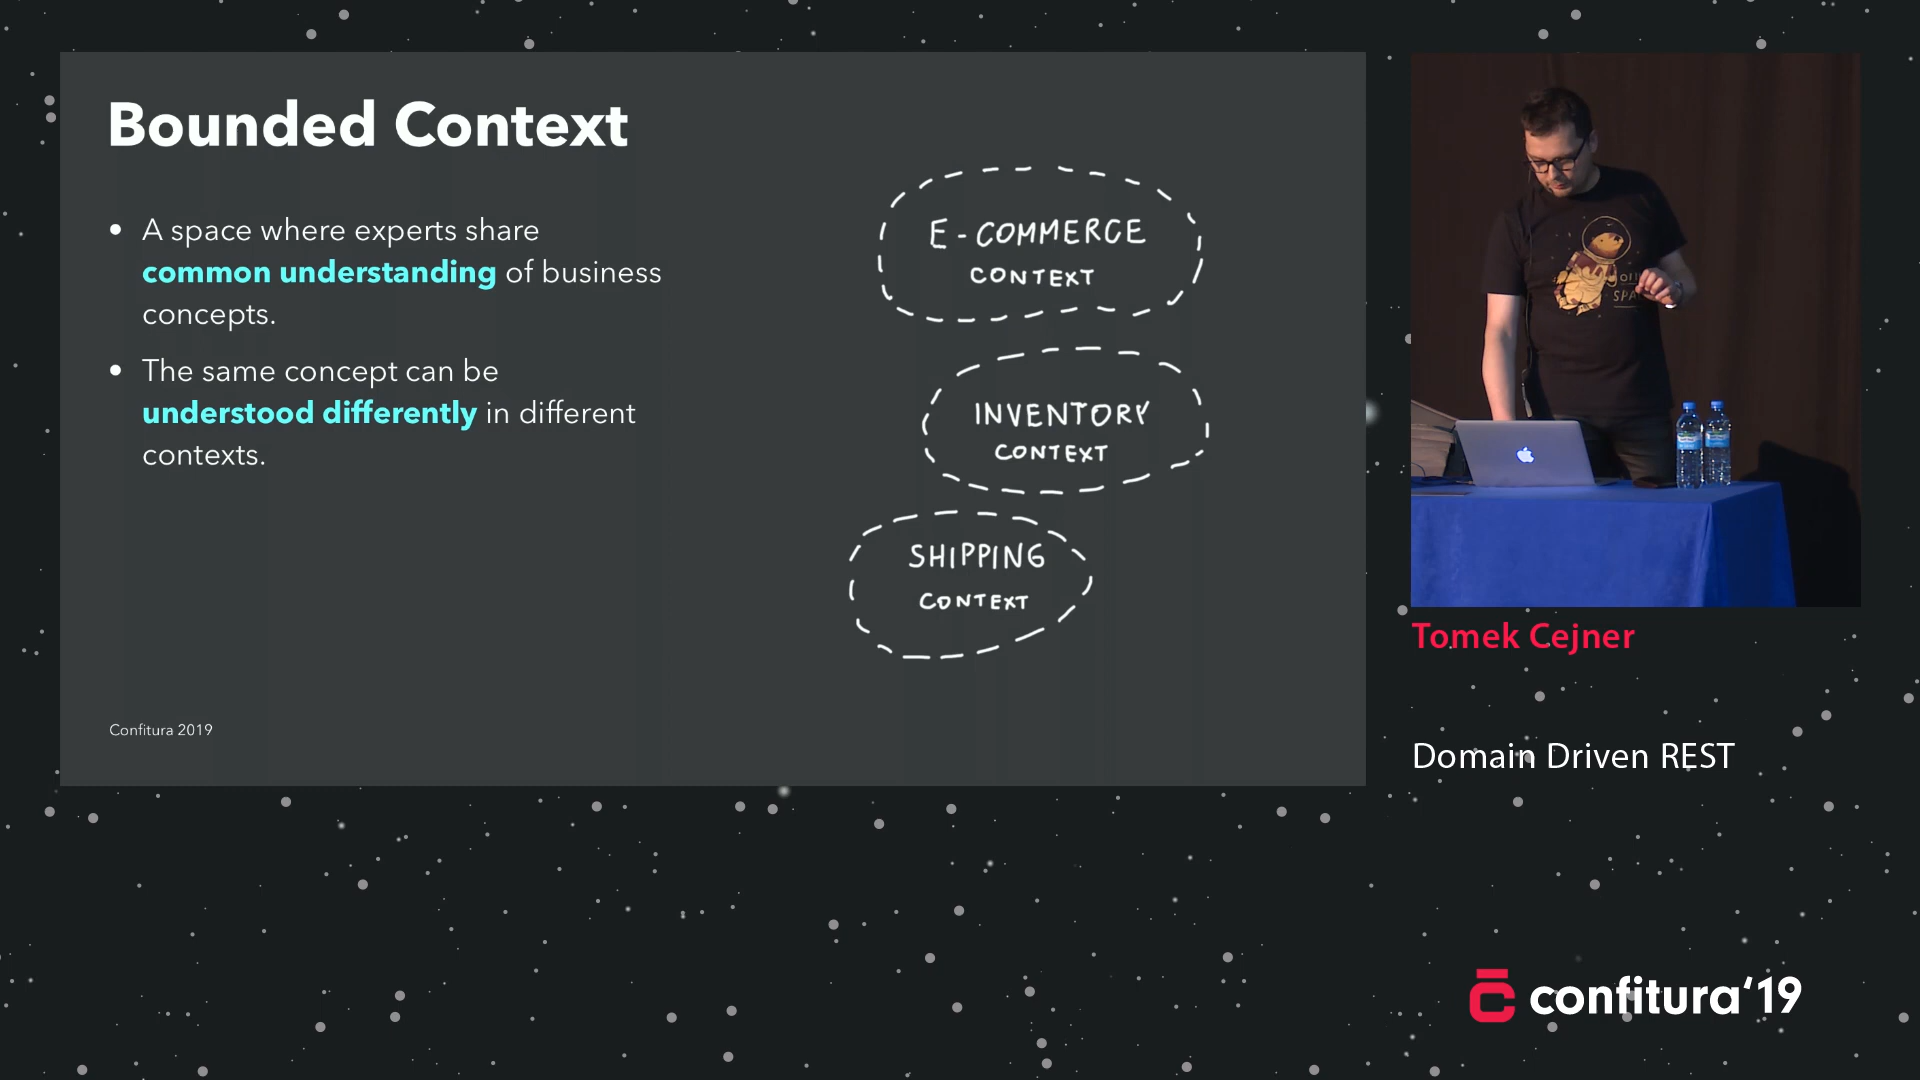 Bounded Context
• A space where experts share
common understanding of business
concepts.
• The same concept can be
understood differently in different
contexts.
E-COMMERCE
CONTEXT
INVENTORY
CONTEXT
SHIPPING
CONTEXT
Confitura 2019
Tomek Cejner
Domain Driven REST
confitura‘19